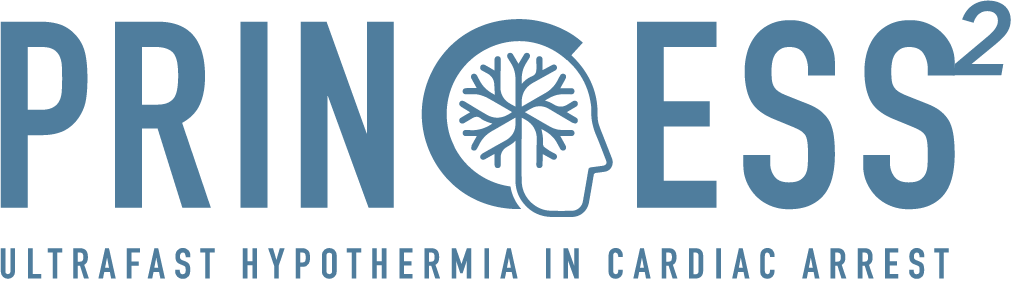 PRINCESS²
ULTRAFAST HYPOTHERMIA IN CARDIAC ARREST